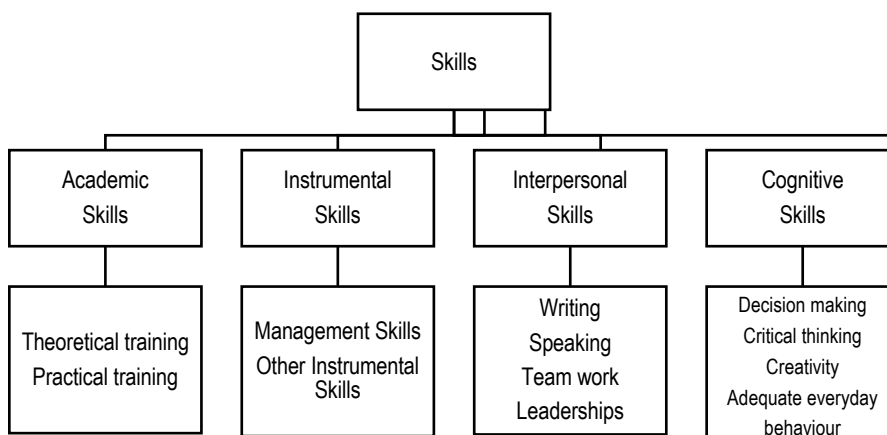 Skills
Academic
Skills
Instrumental
Skills
Interpersonal
Skills
Cognitive
Skills
Theoretical training
Practical training
Management Skills
Other Instrumental
Skills
Writing
Speaking
Team work
Leaderships
Decision making
Critical thinking
Creativity
Adequate everyday
behaviour